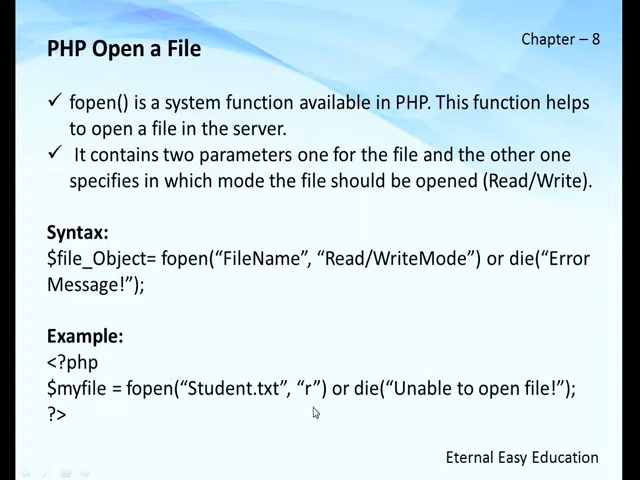 PHP Open a File
Chapter – 8
✓ fopen() is a system function available in PHP. This function helps
to open a file in the server.
✓ It contains two parameters one for the file and the other one
specifies in which mode the file should be opened (Read/Write).
Syntax:
$file_Object= fopen(“FileName”, “Read/WriteMode”) or die(“Error
Message!”);
Example:
<?php
$myfile = fopen(“Student.txt”, “r”) or die(“Unable to open file!”);
?>
Eternal Easy Education